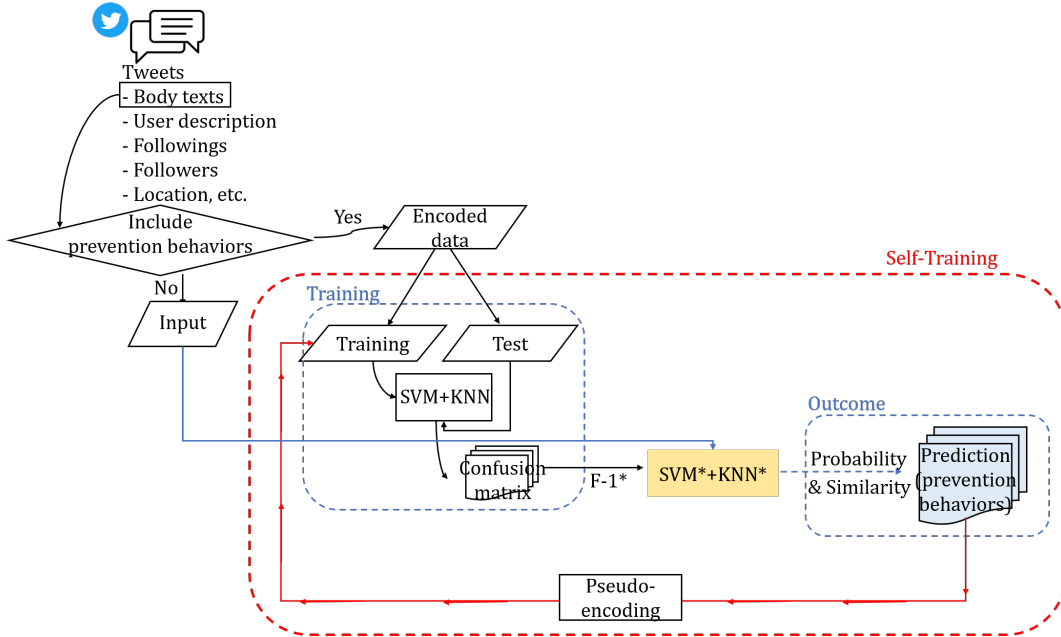 Tweets
- Body texts
- User description
- Followings
- Followers
- Location, etc.
Include
prevention behaviors
Yes
Encoded
data
No
Input
Self-Training
Training
Training
Test
SVM+KNN
Confusion
matrix
F-1*
SVM*+KNN*
Outcome
Probability
& Similarity
Prediction
(prevention
behaviors)
Pseudo-
encoding